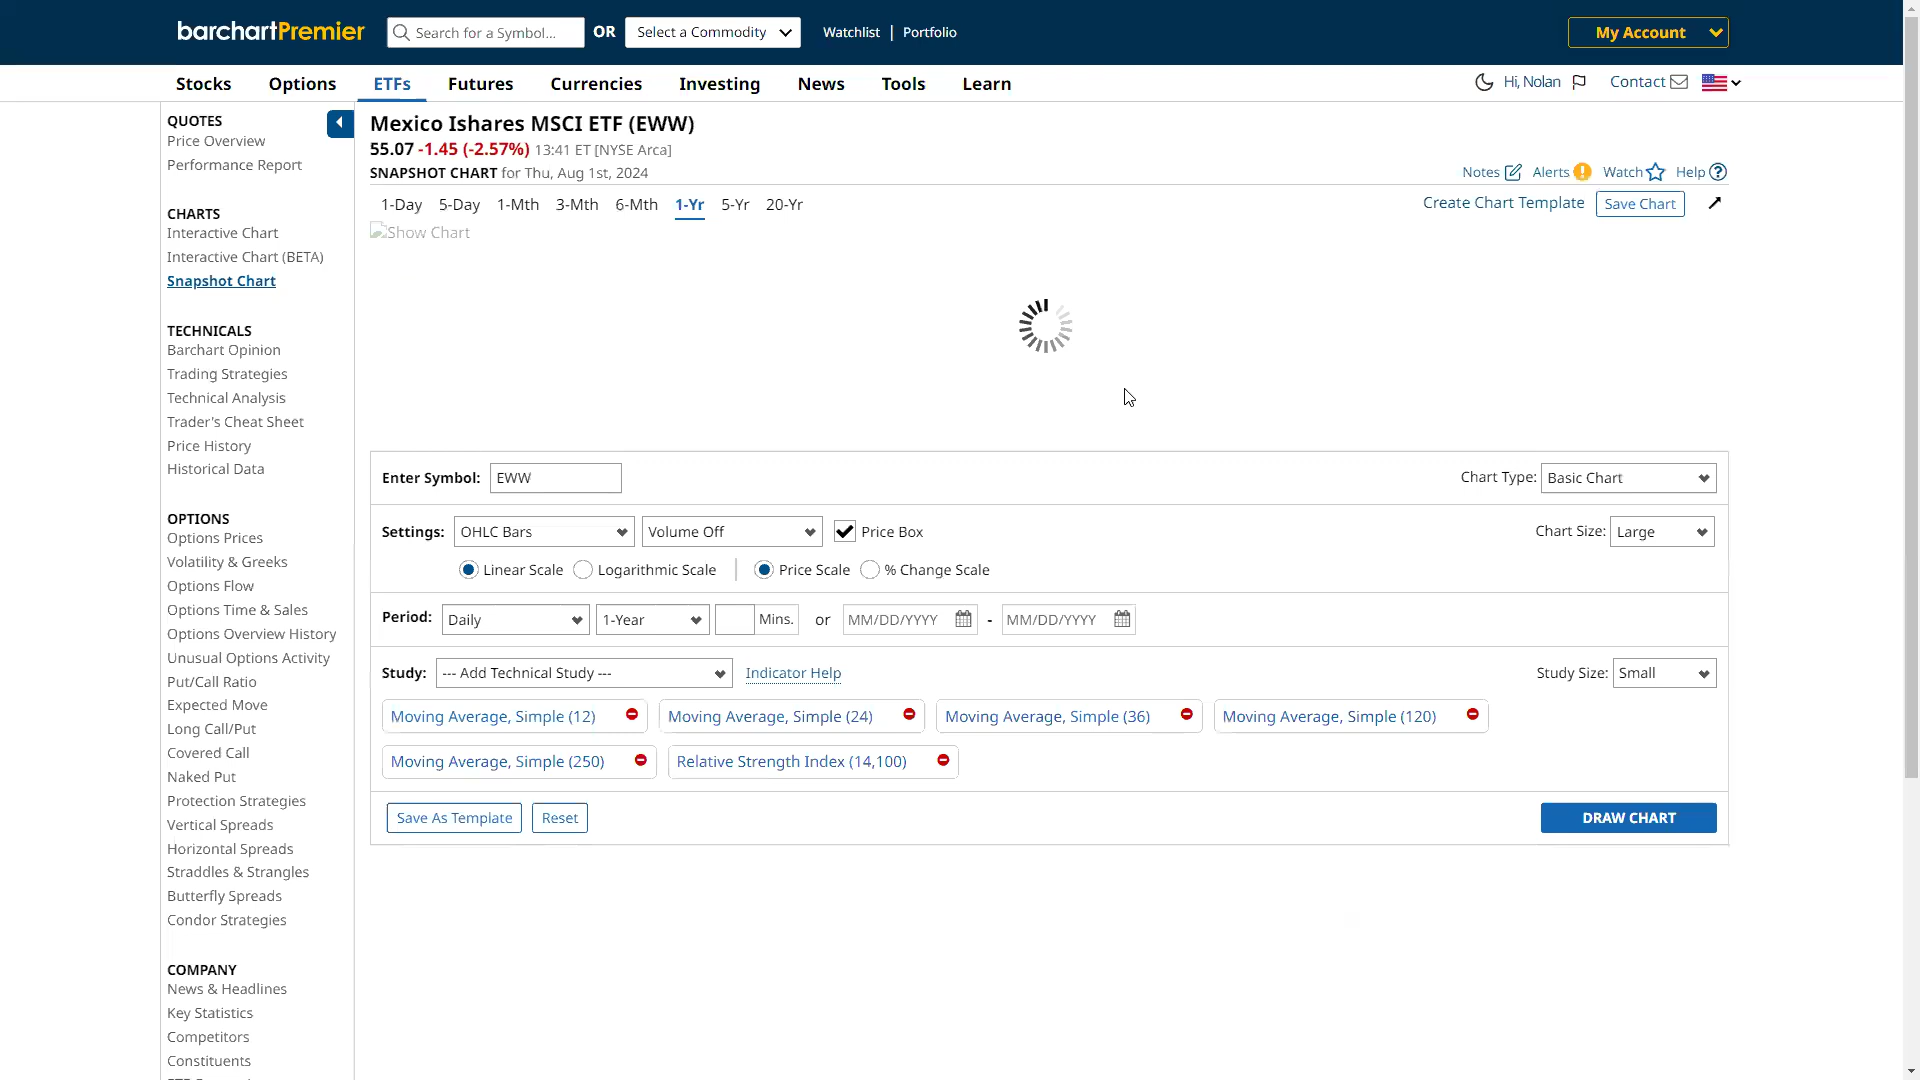 barchartPremier
Search for a Symbol...
OR
Select a Commodity
Watchlist | Portfolio
My Account
Stocks
Options
ETFs
Futures
Currencies
Investing
News
Tools
Learn
Hi, Nolan
Contact
QUOTES
Price Overview
Performance Report
CHARTS
Interactive Chart
Interactive Chart (BETA)
Snapshot Chart
TECHNICALS
Barchart Opinion
Trading Strategies
Technical Analysis
Trader's Cheat Sheet
Price History
Historical Data
OPTIONS
Options Prices
Volatility & Greeks
Options Flow
Options Time & Sales
Options Overview History
Unusual Options Activity
Put/Call Ratio
Expected Move
Long Call/Put
Covered Call
Naked Put
Protection Strategies
Vertical Spreads
Horizontal Spreads
Straddles & Strangles
Butterfly Spreads
Condor Strategies
COMPANY
News & Headlines
Key Statistics
Competitors
Constituents
Mexico Ishares MSCI ETF (EWW)
55.07 -1.45 (-2.57%) 13:41 ET [NYSE Arca]
SNAPSHOT CHART for Thu, Aug 1st, 2024
Notes
Alerts
Watch
Help
1-Day
5-Day
1-Mth
3-Mth
6-Mth
1-Yr
5-Yr
20-Yr
Create Chart Template
Save Chart
Show Chart
Enter Symbol: EWW
Chart Type: Basic Chart
Settings: OHLC Bars
Volume Off
Price Box
Chart Size: Large
Linear Scale
Logarithmic Scale
Price Scale
% Change Scale
Period: Daily
1-Year
Mins.
or
MM/DD/YYYY
-
MM/DD/YYYY
Study: --- Add Technical Study ---
Indicator Help
Study Size: Small
Moving Average, Simple (12)
Moving Average, Simple (24)
Moving Average, Simple (36)
Moving Average, Simple (120)
Moving Average, Simple (250)
Relative Strength Index (14,100)
Save As Template
Reset
DRAW CHART